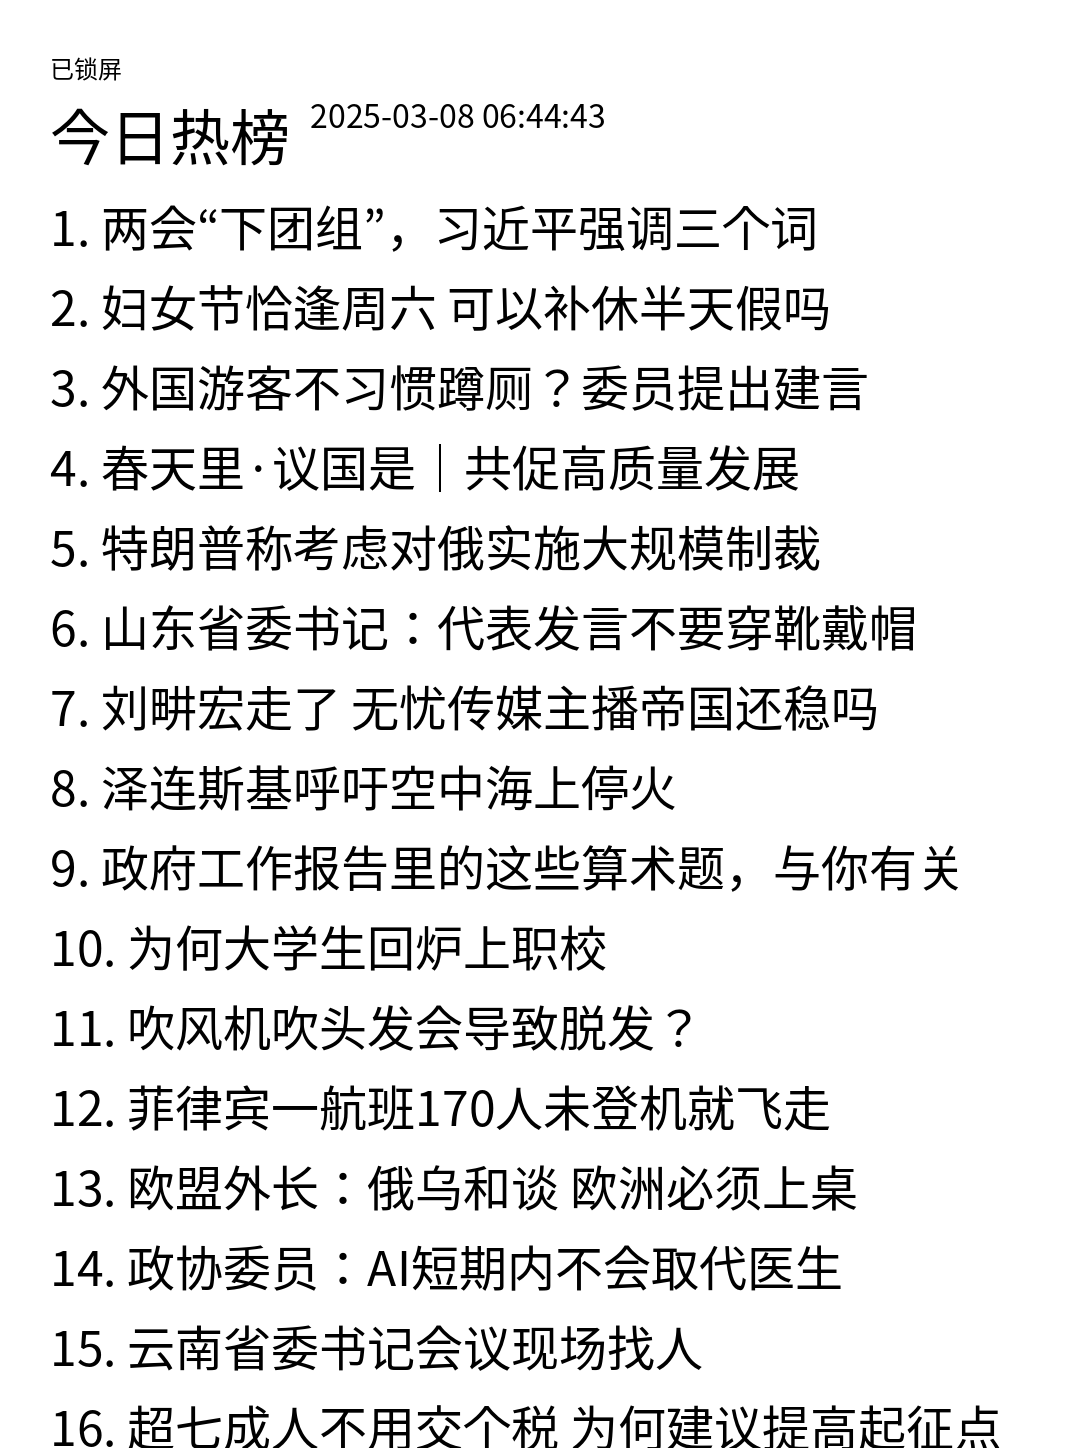 已锁屏
今日热榜 2025-03-08 06:44:43
1. 两会“下团组”，习近平强调三个词
2. 妇女节恰逢周六 可以补休半天假吗
3. 外国游客不习惯蹲厕？委员提出建言
4. 春天里·议国是｜共促高质量发展
5. 特朗普称考虑对俄实施大规模制裁
6. 山东省委书记：代表发言不要穿靴戴帽
7. 刘畊宏走了 无忧传媒主播帝国还稳吗
8. 泽连斯基呼吁空中海上停火
9. 政府工作报告里的这些算术题，与你有关
10. 为何大学生回炉上职校
11. 吹风机吹头发会导致脱发？
12. 菲律宾一航班170人未登机就飞走
13. 欧盟外长：俄乌和谈 欧洲必须上桌
14. 政协委员：AI短期内不会取代医生
15. 云南省委书记会议现场找人
16. 超七成人不用交个税 为何建议提高起征点